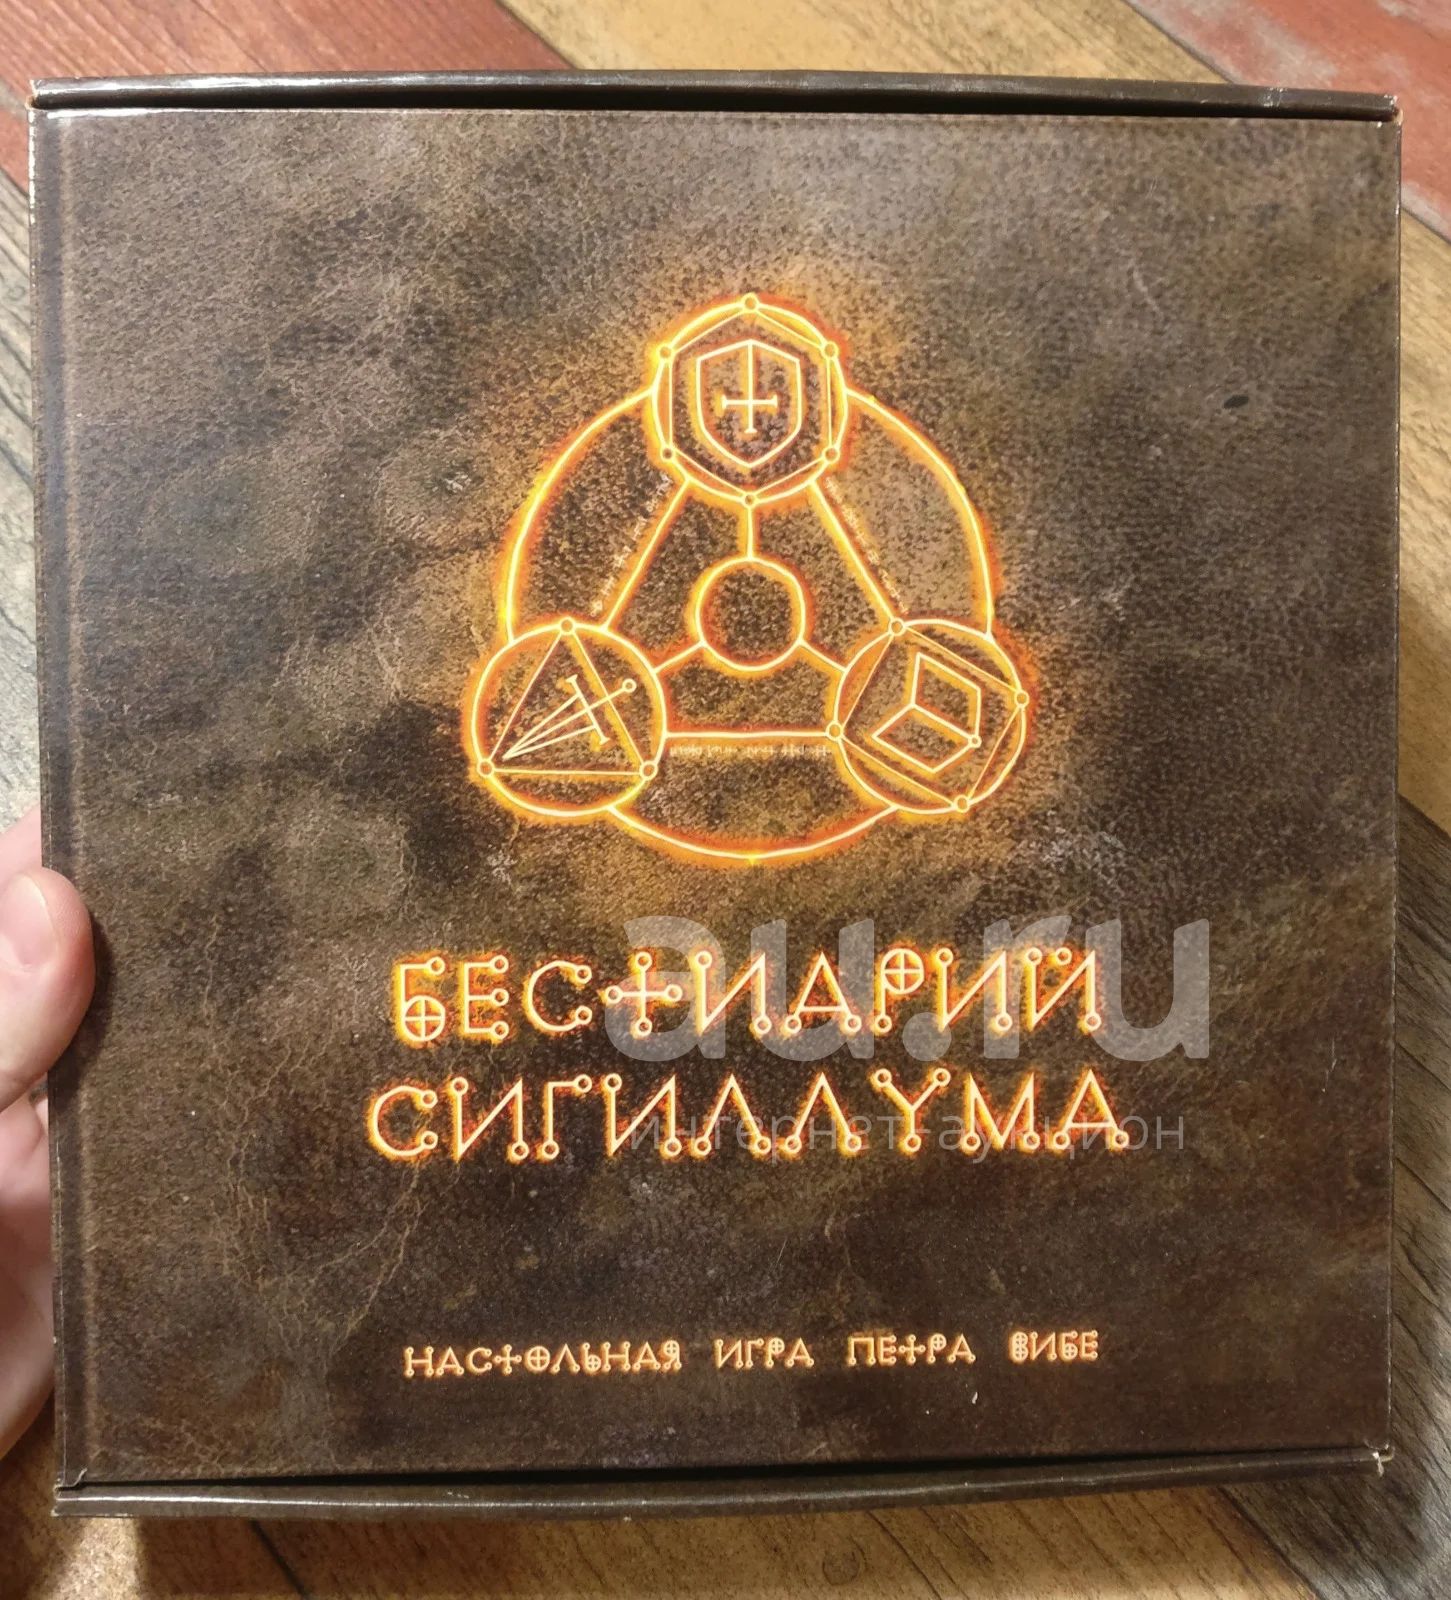 БЕСТИАРИЙ
СИГИЛЛУМА
НАСТОЛЬНАЯ ИГРА ПЕТРА ВИБЕ
au.ru
интернет-аукцион